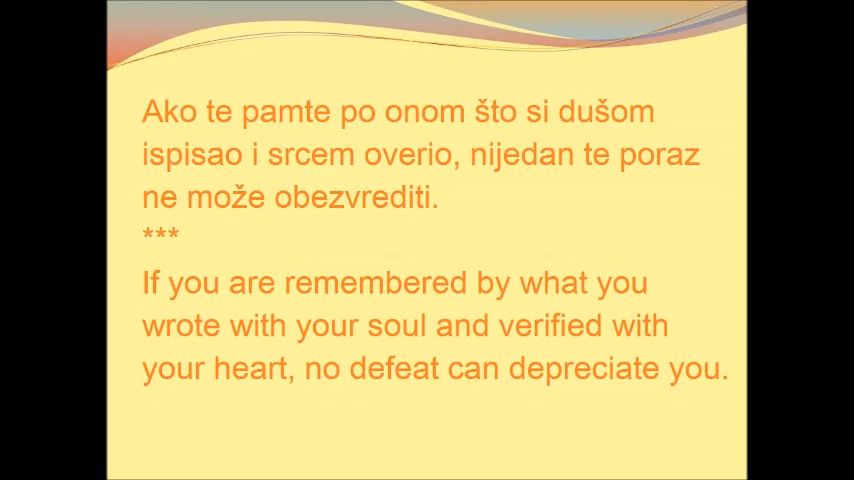 Ako te pamte po onom što si dušom
ispisao i srcem overio, nijedan te poraz
ne može obezvrediti.
***
If you are remembered by what you
wrote with your soul and verified with
your heart, no defeat can depreciate you.